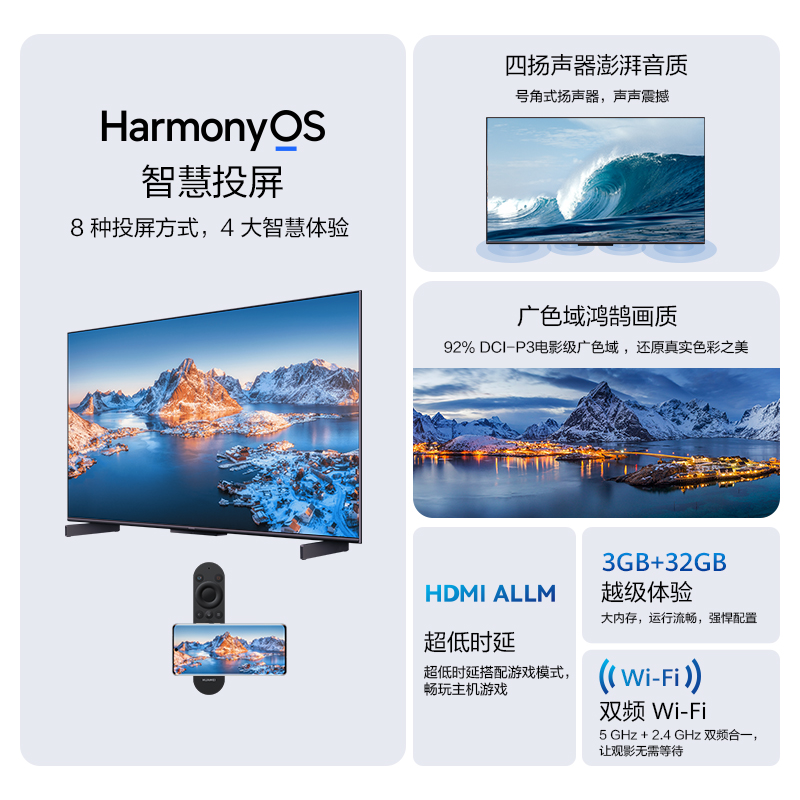 HarmonyOS
智慧投屏
8 种投屏方式，4 大智慧体验
四扬声器澎湃音质
号角式扬声器，声声震撼
广色域鸿鹄画质
92% DCI-P3电影级广色域 ，还原真实色彩之美
HDMI ALLM
超低时延
超低时延搭配游戏模式，
畅玩主机游戏
3GB+32GB
越级体验
大内存，运行流畅，强悍配置
Wi-Fi
双频 Wi-Fi
5 GHz + 2.4 GHz 双频合一，
让观影无需等待